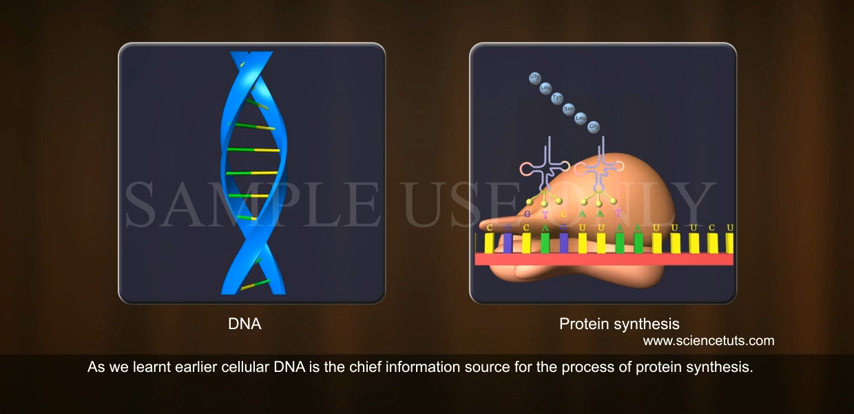 SAMPLE USE ONLY
G T G A A T
U U U C U
DNA
Protein synthesis
www.sciencetuts.com
As we learnt earlier cellular DNA is the chief information source for the process of protein synthesis.